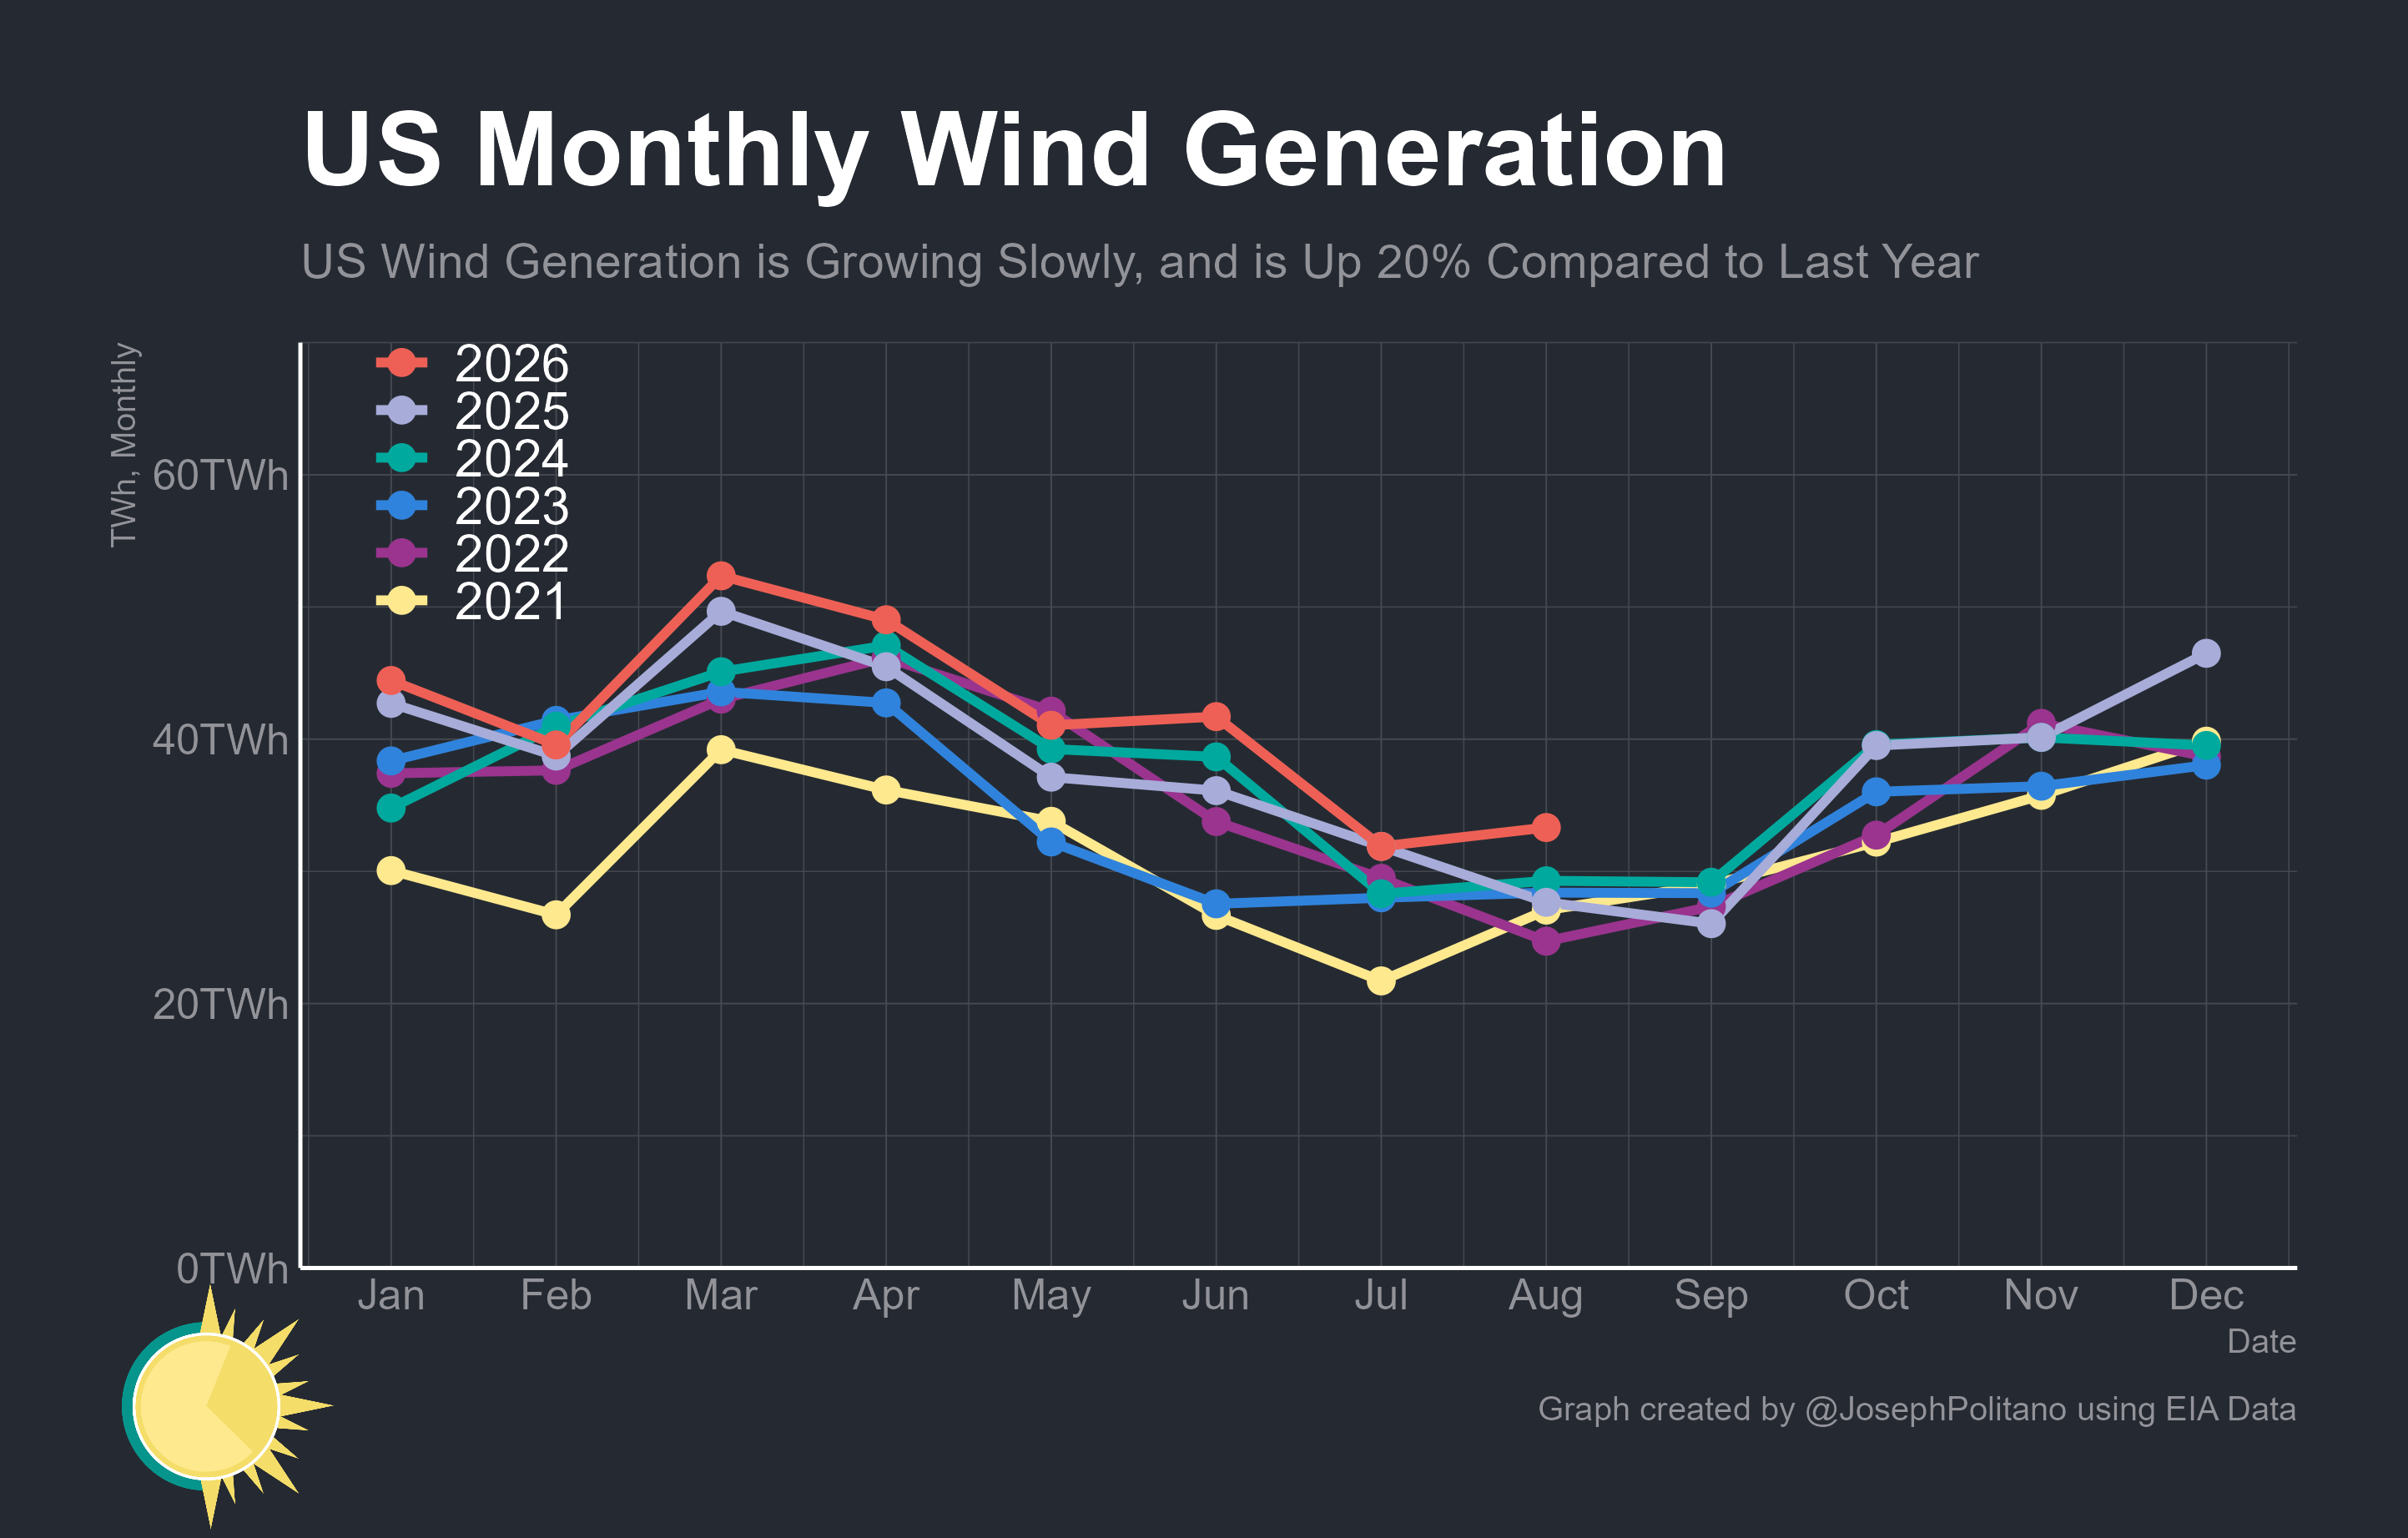 US Monthly Wind Generation
US Wind Generation is Growing Slowly, and is Up 20% Compared to Last Year
TWh, Monthly
2026
2025
2024
2023
2022
2021
60TWh
40TWh
20TWh
0TWh
Jan Feb Mar Apr May Jun Jul Aug Sep Oct Nov Dec
Date
Graph created by @JosephPolitano using EIA Data